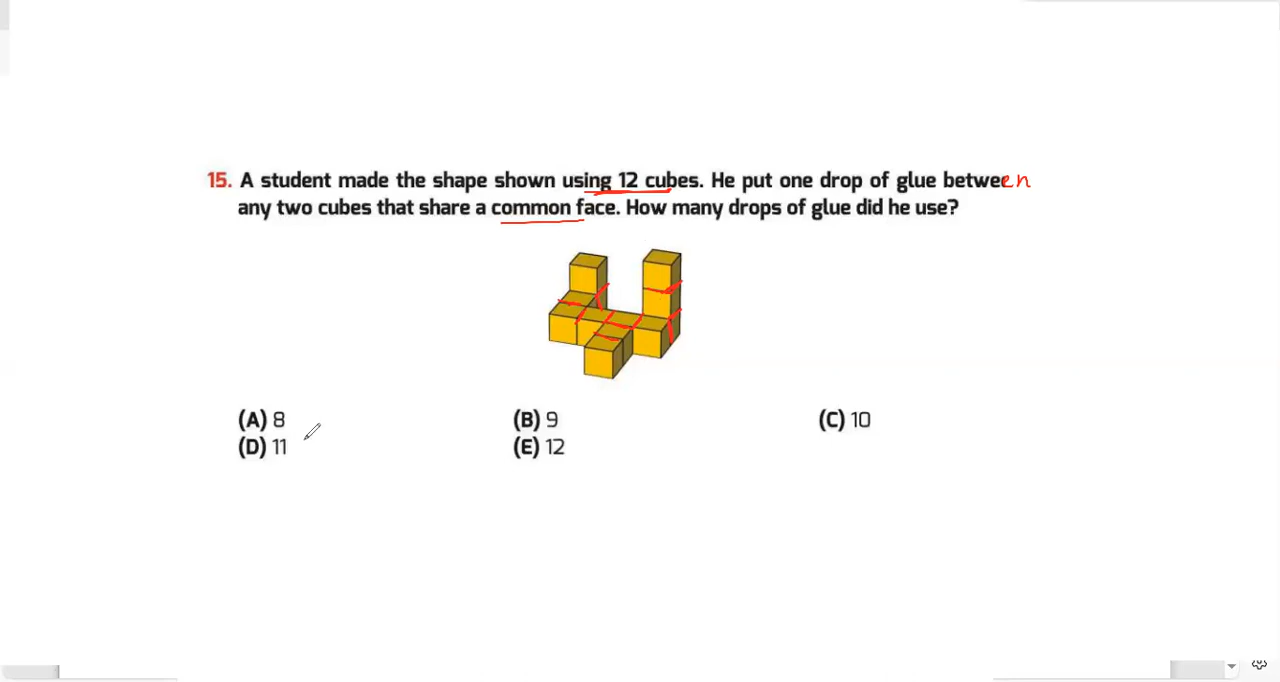 15. A student made the shape shown using 12 cubes. He put one drop of glue between
any two cubes that share a common face. How many drops of glue did he use?
(A) 8 (B) 9 (C) 10
(D) 11 (E) 12